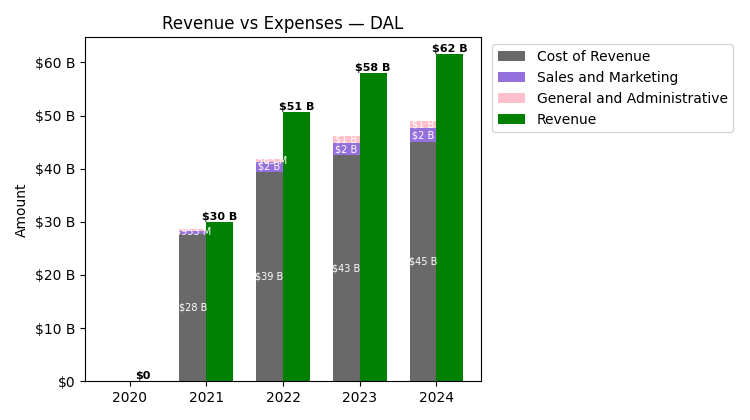 Revenue vs Expenses — DAL
Cost of Revenue
Sales and Marketing
General and Administrative
Revenue
Amount
$60 B
$50 B
$40 B
$30 B
$20 B
$10 B
$0
$0
$30 B
$28 B
$51 B
$2 B
$39 B
$58 B
$1 B
$2 B
$43 B
$62 B
$1 B
$2 B
$45 B
2020
2021
2022
2023
2024